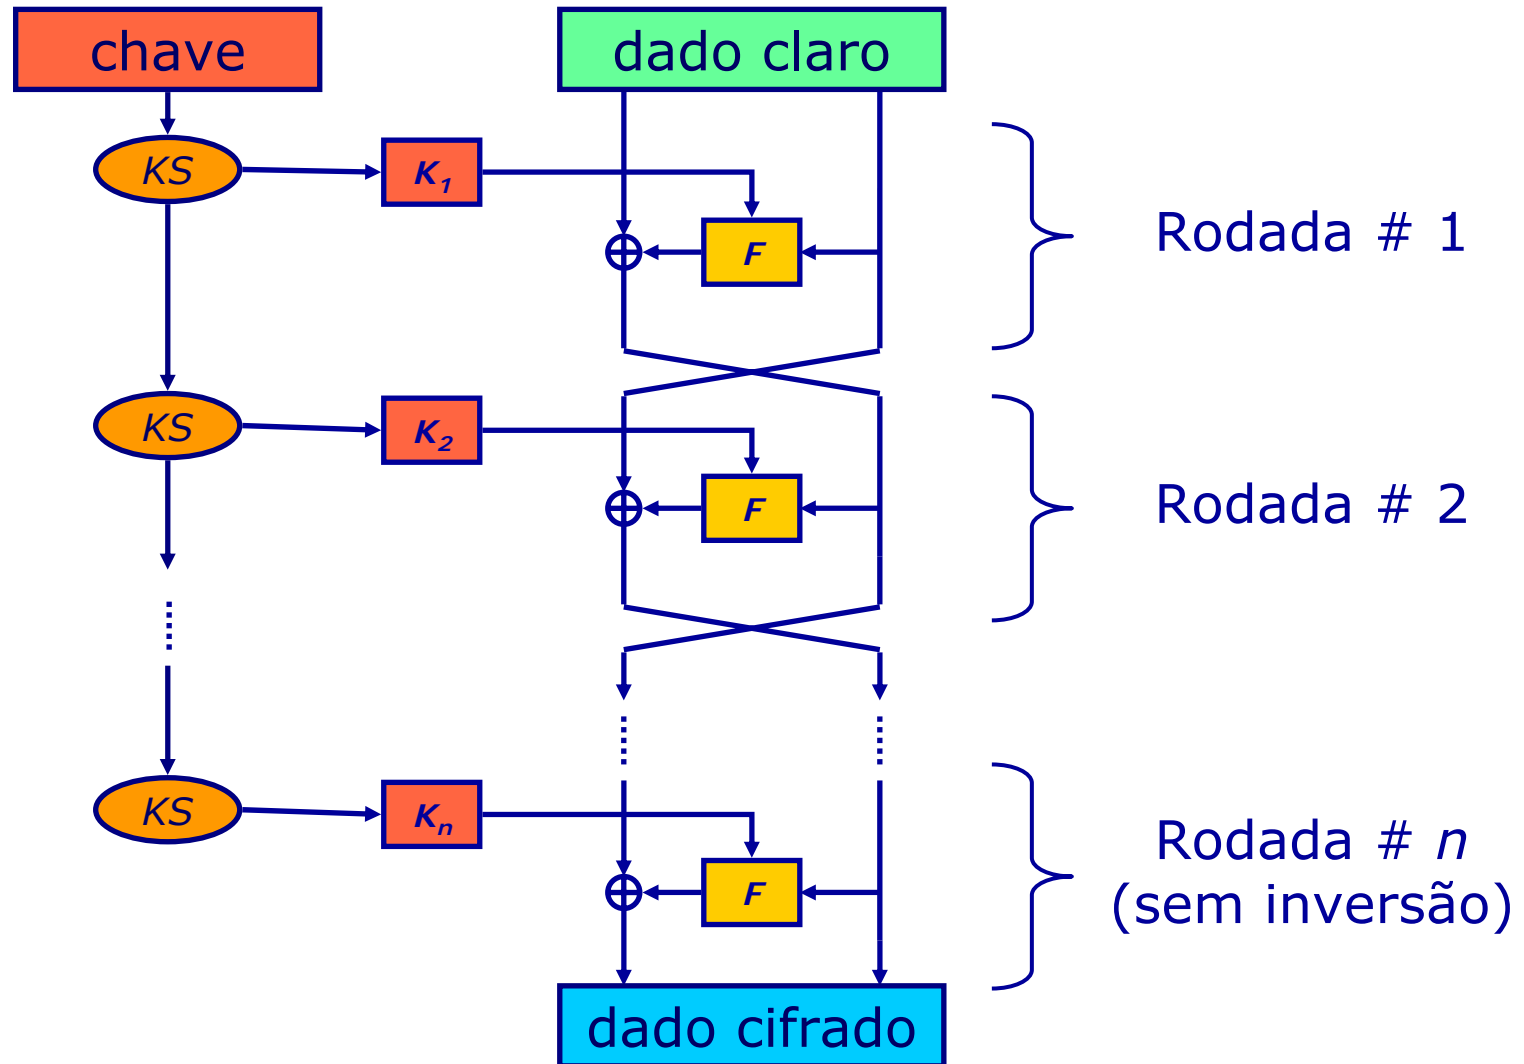 chave
dado claro
KS
K1
F
Rodada # 1
KS
K2
F
Rodada # 2
KS
Kn
F
Rodada # n
(sem inversão)
dado cifrado